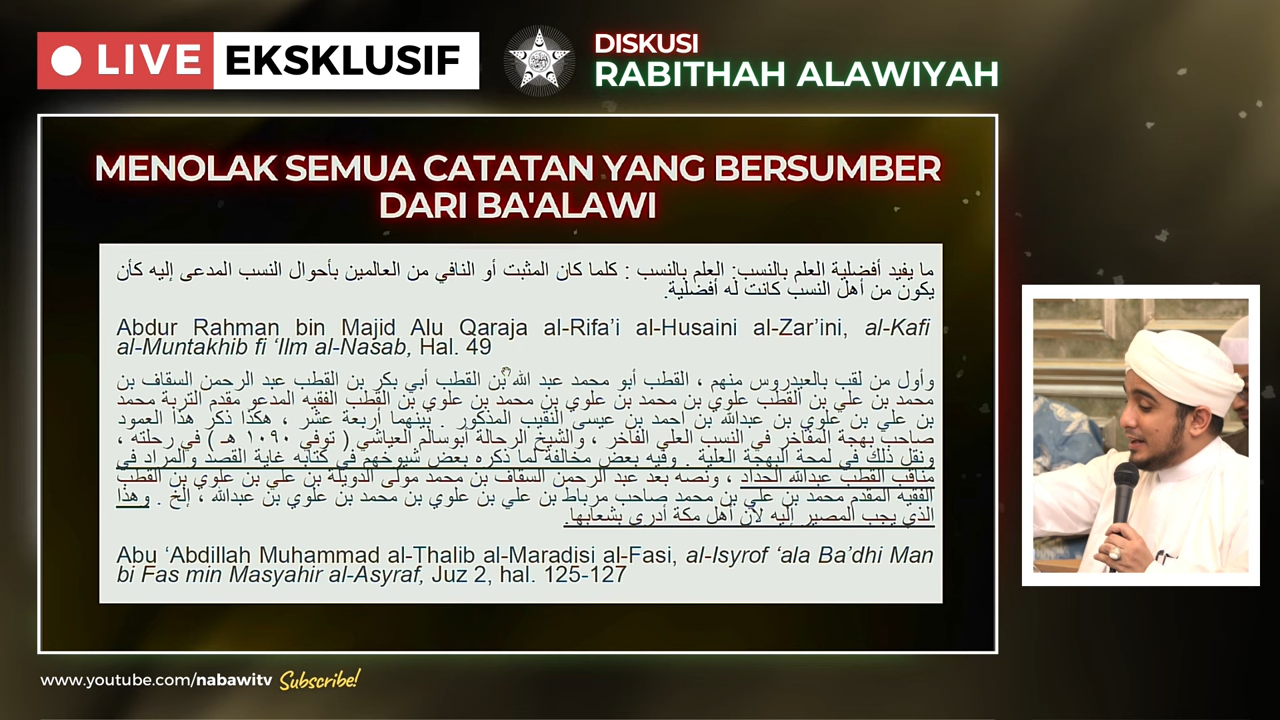 LIVE EKSKLUSIF
DISKUSI
RABITHAH ALAWIYAH
MENOLAK SEMUA CATATAN YANG BERSUMBER
DARI BA'ALAWI
ما يفيد أفضلية العلم بالنسب: العلم بالنسب : كلما كان المثبت أو النافي من العالمين بأحوال النسب المدعى إليه كأن
يكون من أهل النسب كانت له أفضلية.
Abdur Rahman bin Majid Alu Qaraja al-Rifa’i al-Husaini al-Zar’ini, al-Kafi
al-Muntakhib fi ‘Ilm al-Nasab, Hal. 49
وأول من لقب بالعيدروس منهم ، القطب أبو محمد عبد الله بن القطب أبي بكر بن القطب عبد الرحمن السقاف بن
محمد بن علي بن القطب علوي بن محمد بن علوي بن محمد بن علوي بن القطب الفقيه المدعو مقدم التربة محمد
بن علي بن علوي بن عبدالله بن احمد بن عيسى النقيب المذكور . بينهما أربعة عشر ، هكذا ذكر هذا العمود
صاحب بهجة المفاخر في النسب العلي الفاخر ، والشيخ الرحالة ابوسالم العياشي ( توفي ١٠٩٠ هـ ) في رحلته ،
ونقل ذلك في لمحة البهجة العلية . وفيه بعض مخالفة لما ذكره بعض شيوخهم في كتابه غاية القصد والمراد في
مناقب القطب عبدالله الحداد ، ونصه بعد عبد الرحمن السقاف بن محمد مولى الدويلة بن علي بن علوي بن القطب
الفقيه المقدم محمد بن علي بن محمد صاحب مرباط بن علي بن علوي بن محمد بن علوي بن عبدالله ، إلخ . وهذا
الذي يجب المصير إليه لأن أهل مكة أدرى بشعابها.
Abu ‘Abdillah Muhammad al-Thalib al-Maradisi al-Fasi, al-Isyrof ‘ala Ba’dhi Man
bi Fas min Masyahir al-Asyraf, Juz 2, hal. 125-127
www.youtube.com/nabawitv Subscribe!